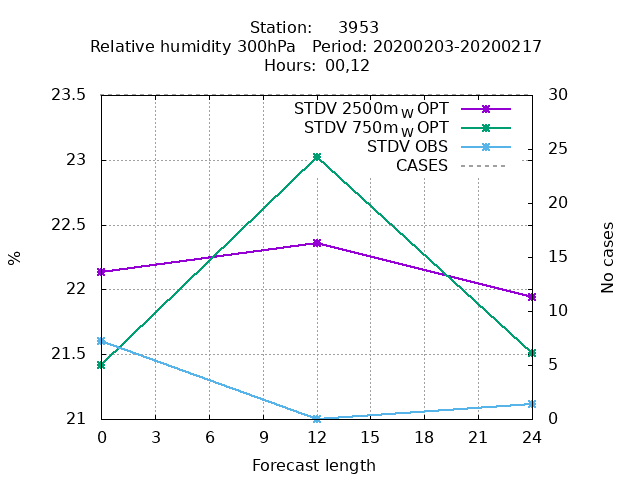 Station: 3953
Relative humidity 300hPa Period: 20200203-20200217
Hours: 00,12
23.5
23
22.5
22
21.5
21
%
30
25
20
15
10
5
0
No cases
STDV 2500m W OPT
STDV 750m W OPT
STDV OBS
CASES
0 3 6 9 12 15 18 21 24
Forecast length